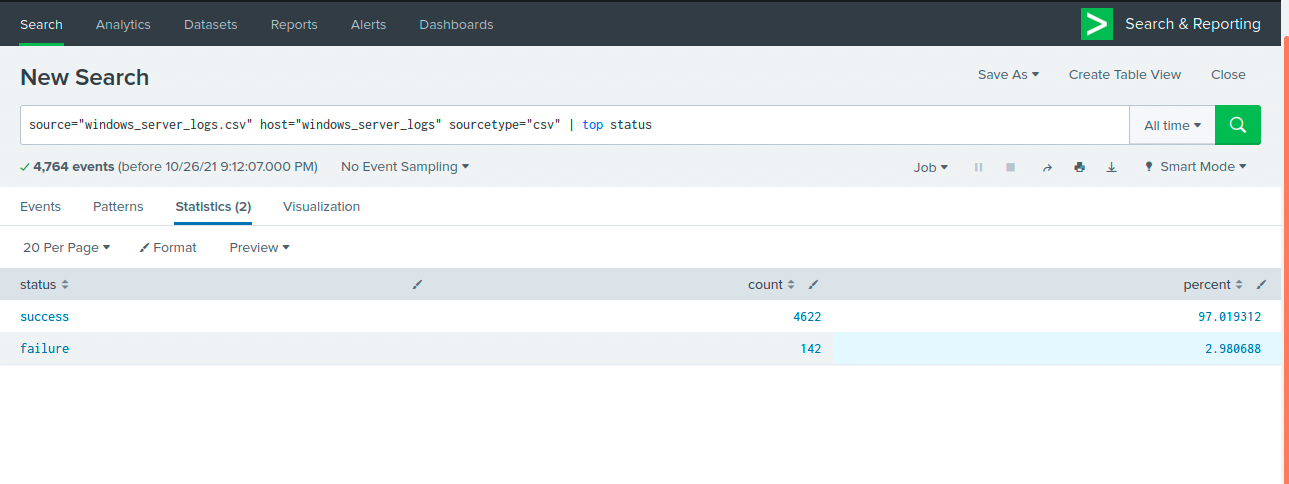 Search Analytics Datasets Reports Alerts Dashboards Search & Reporting
New Search Save As Create Table View Close
source="windows_server_logs.csv" host="windows_server_logs" sourcetype="csv" | top status All time
4,764 events (before 10/26/21 9:12:07.000 PM) No Event Sampling Job Smart Mode
Events Patterns Statistics (2) Visualization
20 Per Page Format Preview
status count percent
success 4622 97.019312
failure 142 2.980688